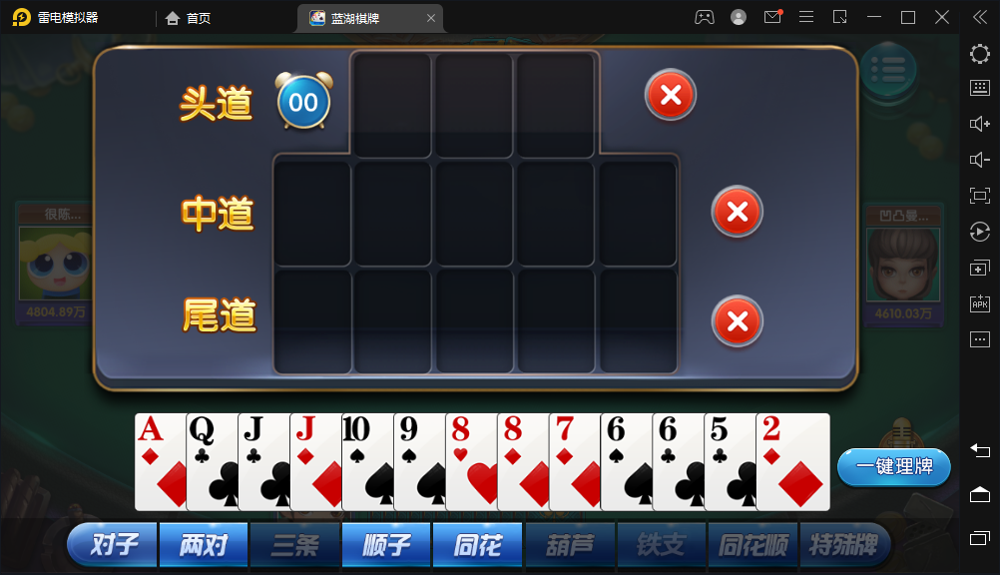 雷电模拟器
首页
蓝湖棋牌
头道
00
中道
尾道
很陈...
4804.89万
凹凸曼...
4610.03万
APK
A Q J J 10 9 8 8 7 6 6 5 2
一键理牌
对子 两对 三条 顺子 同花 葫芦 铁支 同花顺 特殊牌